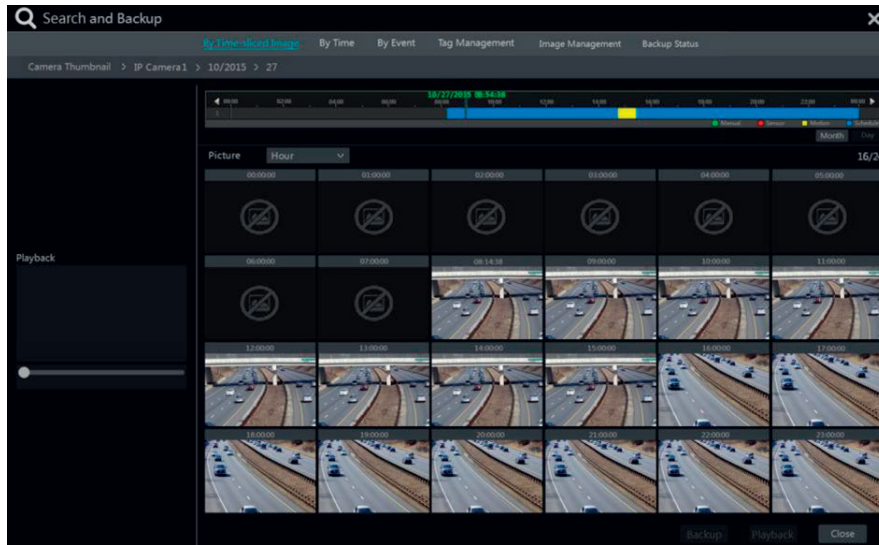 Search and Backup
By Time-sliced Image By Time By Event Tag Management Image Management Backup Status
Camera Thumbnail > IP Camera1 > 10/2015 > 27
10/27/2015 08:54:38
00:00 02:00 04:00 06:00 08:00 10:00 12:00 14:00 16:00 18:00 20:00 22:00 00:00
1
Manual Sensor Motion Schedule
Month Day
Picture Hour 16/2
00:00:00 01:00:00 02:00:00 03:00:00 04:00:00 05:00:00
06:00:00 07:00:00 08:14:38 09:00:00 10:00:00 11:00:00
Playback
12:00:00 13:00:00 14:00:00 15:00:00 16:00:00 17:00:00
18:00:00 19:00:00 20:00:00 21:00:00 22:00:00 23:00:00
Backup Playback Close